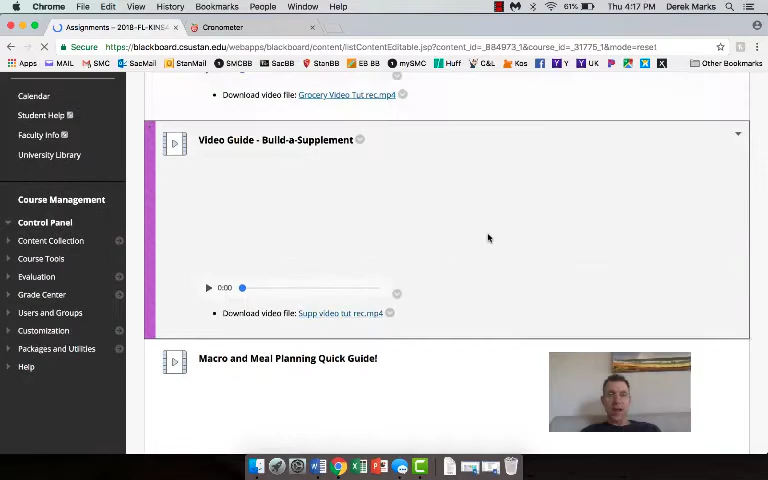 Chrome File Edit View History Bookmarks People Window Help 61% Thu 4:17 PM Derek Marks
Assignments – 2018-FL-KINS4 Cronometer
Secure https://blackboard.csustan.edu/webapps/blackboard/content/listContentEditable.jsp?content_id=_884973_1&course_id=_31775_1&mode=reset
Apps MAIL SMC SacMail StanMail SMCBB SacBB StanBB EB BB mySMC Huff C&L Kos Y Y UK Other Bookmarks
Calendar
Student Help
Faculty Info
University Library
Course Management
Control Panel
Content Collection
Course Tools
Evaluation
Grade Center
Users and Groups
Customization
Packages and Utilities
Help
Download video file: Grocery Video Tut rec.mp4
Video Guide - Build-a-Supplement
0:00
Download video file: Supp video tut rec.mp4
Macro and Meal Planning Quick Guide!